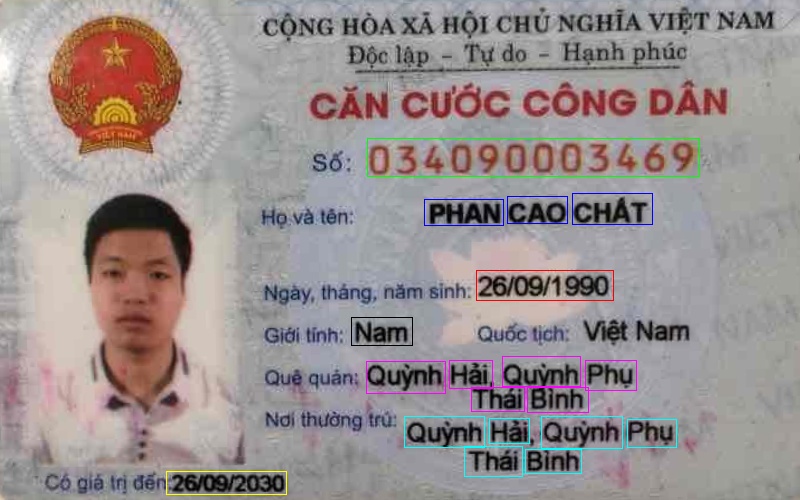 CỘNG HÒA XÃ HỘI CHỦ NGHĨA VIỆT NAM
Độc lập - Tự do - Hạnh phúc
CĂN CƯỚC CÔNG DÂN
VIỆT NAM
Số: 034090003469
Họ và tên: PHAN CAO CHẤT
Ngày, tháng, năm sinh: 26/09/1990
Giới tính: Nam Quốc tịch: Việt Nam
Quê quán: Quỳnh Hải, Quỳnh Phụ
Thái Bình
Nơi thường trú: Quỳnh Hải, Quỳnh Phụ
Thái Bình
Có giá trị đến: 26/09/2030